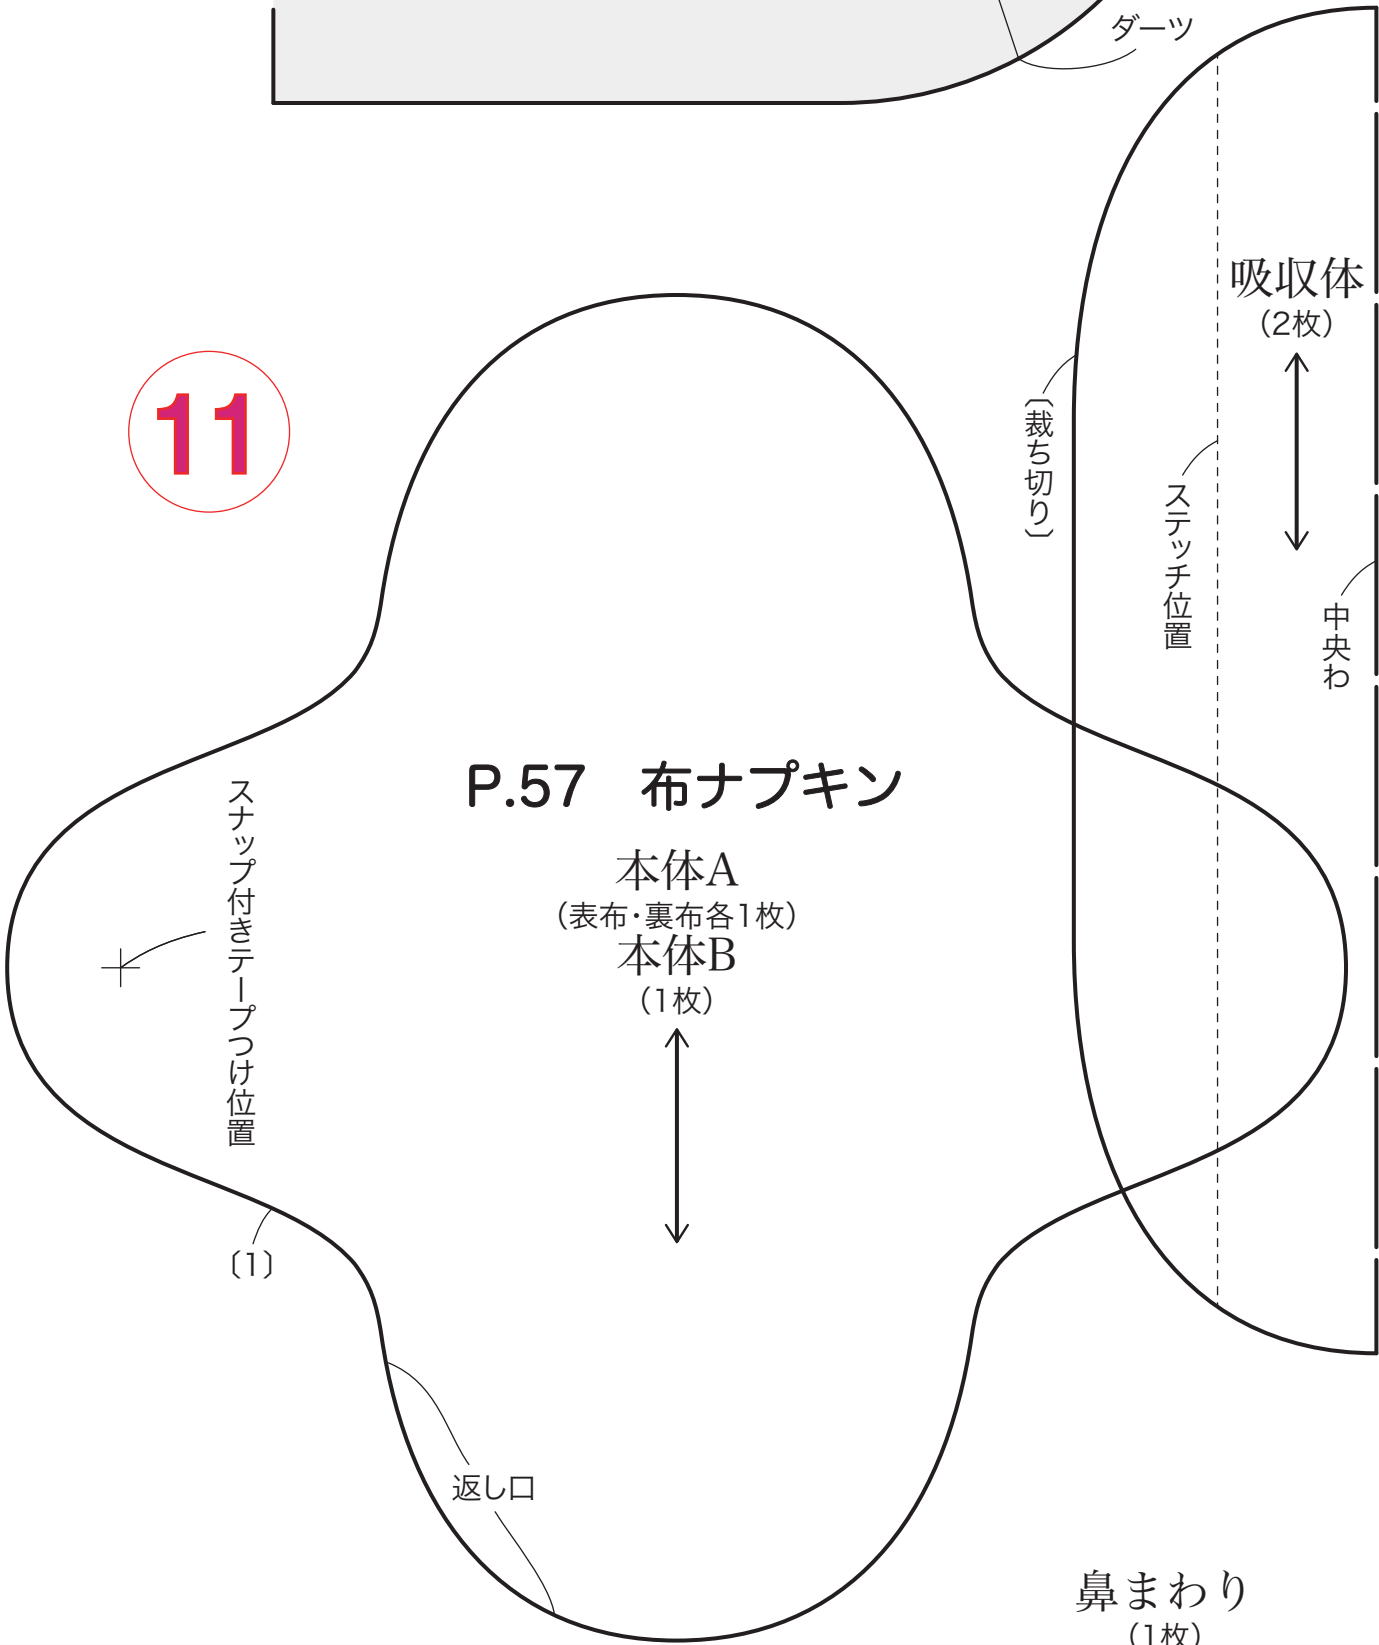 ダーツ
吸収体
（2枚）
11
〔裁ち切り〕
ステッチ位置
中央わ
P.57　布ナプキン
スナップ付きテープつけ位置
本体A
（表布・裏布各1枚）
本体B
（1枚）
〔1〕
返し口
鼻まわり
（1枚）